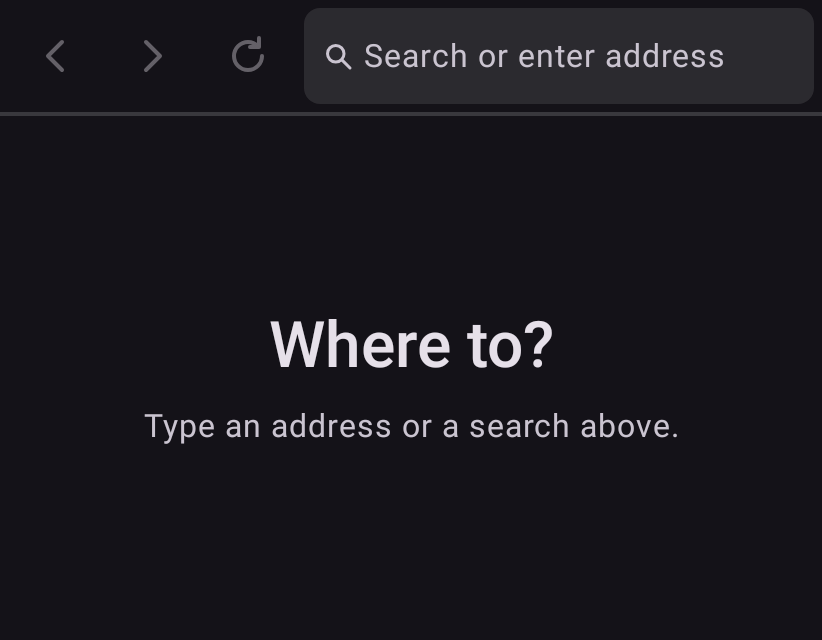 Search or enter address
Where to?
Type an address or a search above.